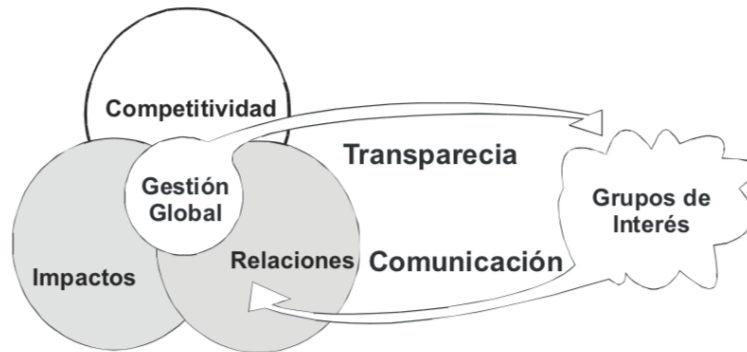 Competitividad
Transparecia
Gestión
Global
Grupos de
Interés
Impactos
Relaciones
Comunicación